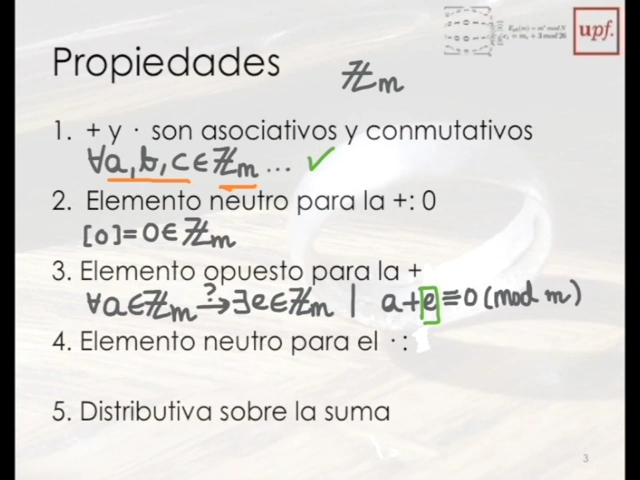 upf.
Propiedades ℤm
1. + y · son asociativos y conmutativos
∀a,b,c∈ℤm ... ✓
2. Elemento neutro para la +: 0
[0]=0∈ℤm
3. Elemento opuesto para la +
∀a∈ℤm →? ∃e∈ℤm | a+e≡0 (mod m)
4. Elemento neutro para el · :
5. Distributiva sobre la suma
3